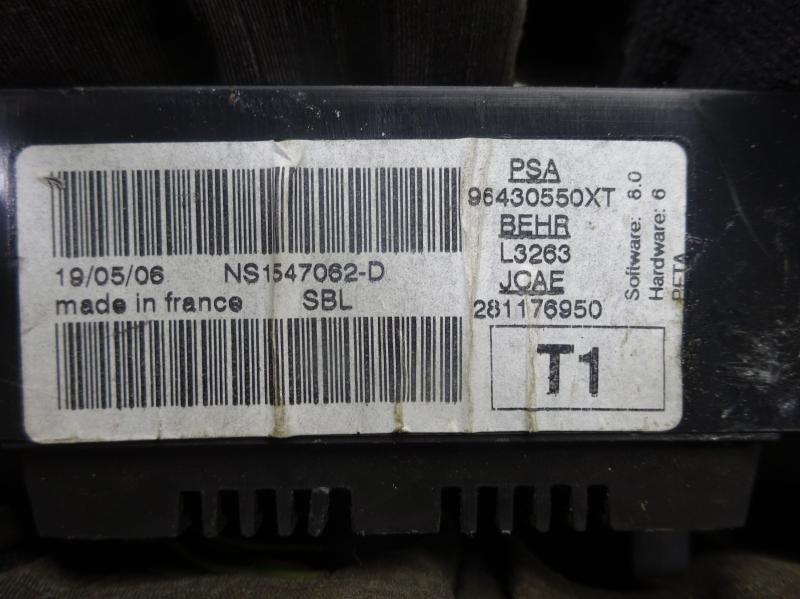 PSA
96430550XT
BEHR
L3263
JCAE
281176950
T1
19/05/06 NS1547062-D
made in france SBL
Software: 6.0
Hardware: 6